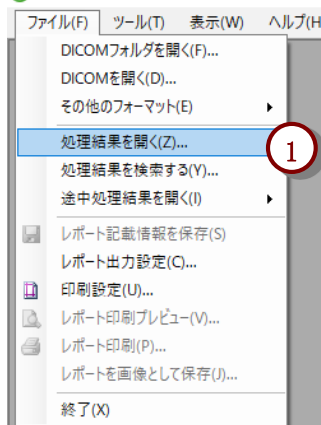 ファイル(F) ツール(T) 表示(W) ヘルプ(H
DICOMフォルダを開く(F)...
DICOMを開く(D)...
その他のフォーマット(E)
処理結果を開く(Z)...
1
処理結果を検索する(Y)...
途中処理結果を開く(I)
レポート記載情報を保存(S)
レポート出力設定(C)...
印刷設定(U)...
レポート印刷プレビュー(V)...
レポート印刷(P)...
レポートを画像として保存(J)...
終了(X)